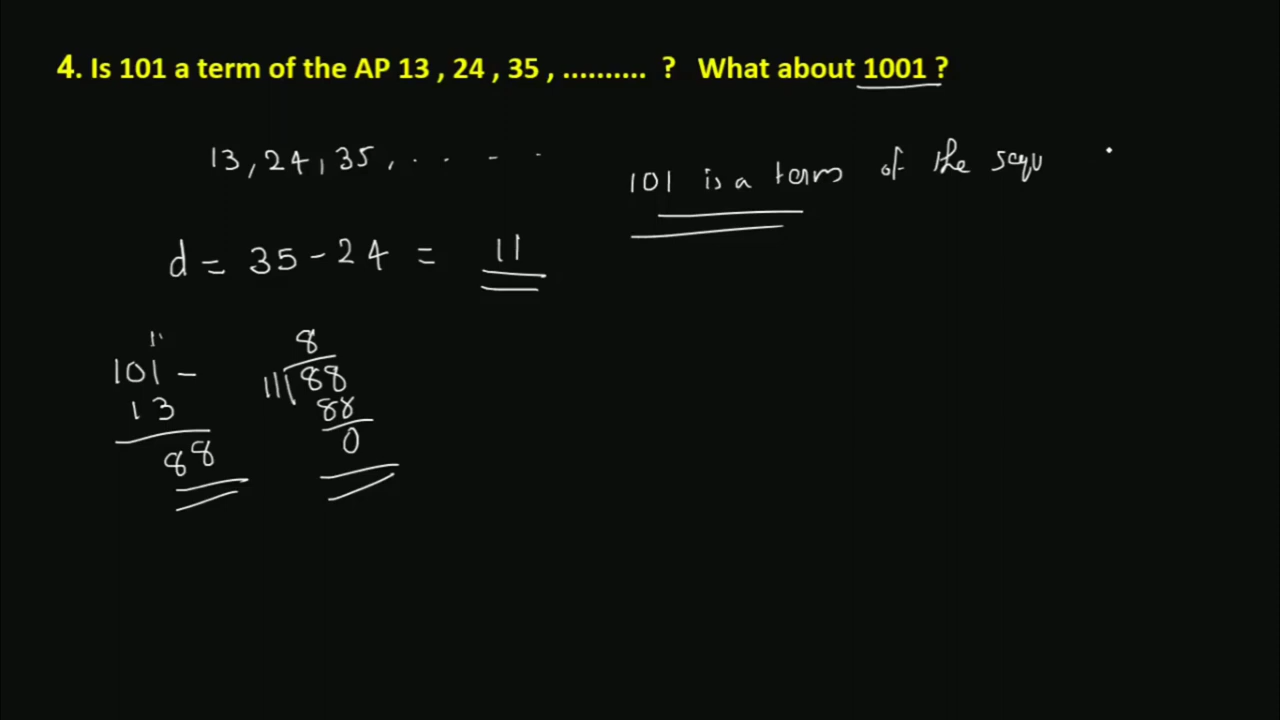 4. Is 101 a term of the AP 13 , 24 , 35 , .......... ? What about 1001 ?
13, 24, 35, . . . .
101 is a term of the sequ
d = 35 - 24 = 11
8
101 - 11) 88
13 88
88 0